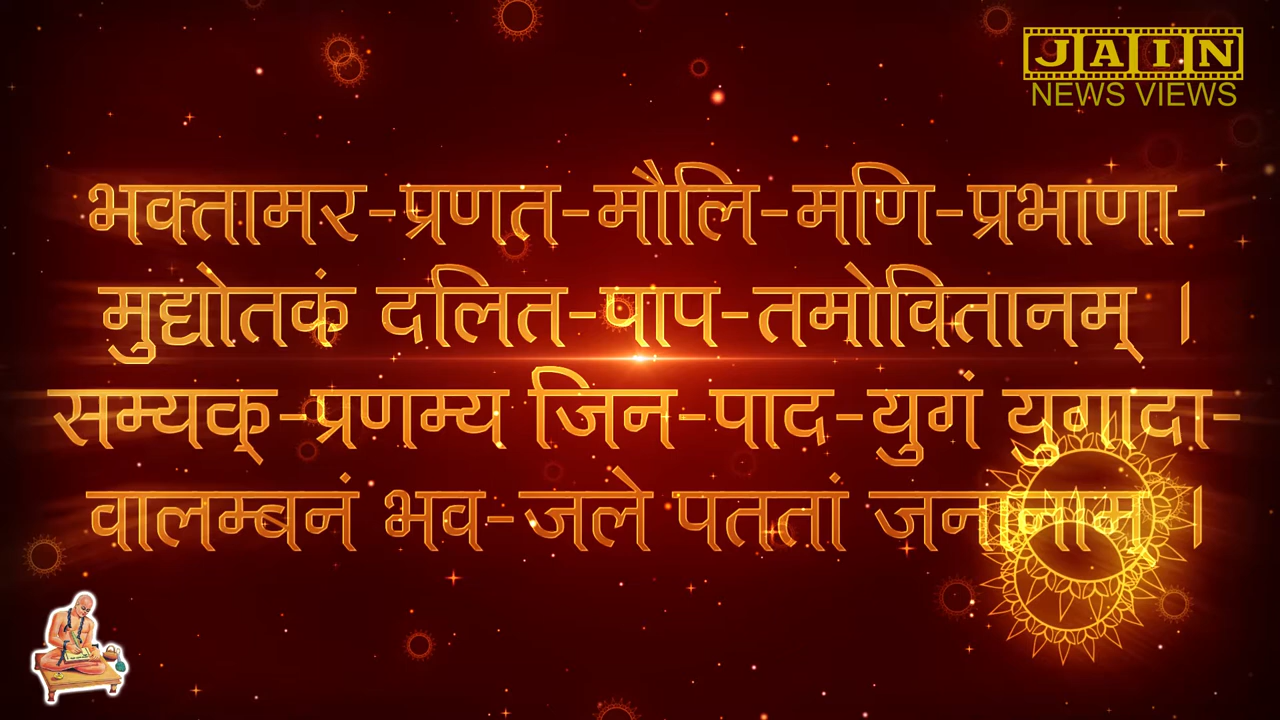 JAIN
NEWS VIEWS
भक्तामर-प्रणत-मौलि-मणि-प्रभाणा-
मुद्योतकं दलित-पाप-तमोवितानम् ।
सम्यक्-प्रणम्य जिन-पाद-युगं युगादा-
वालम्बनं भव-जले पततां जनानाम् ।